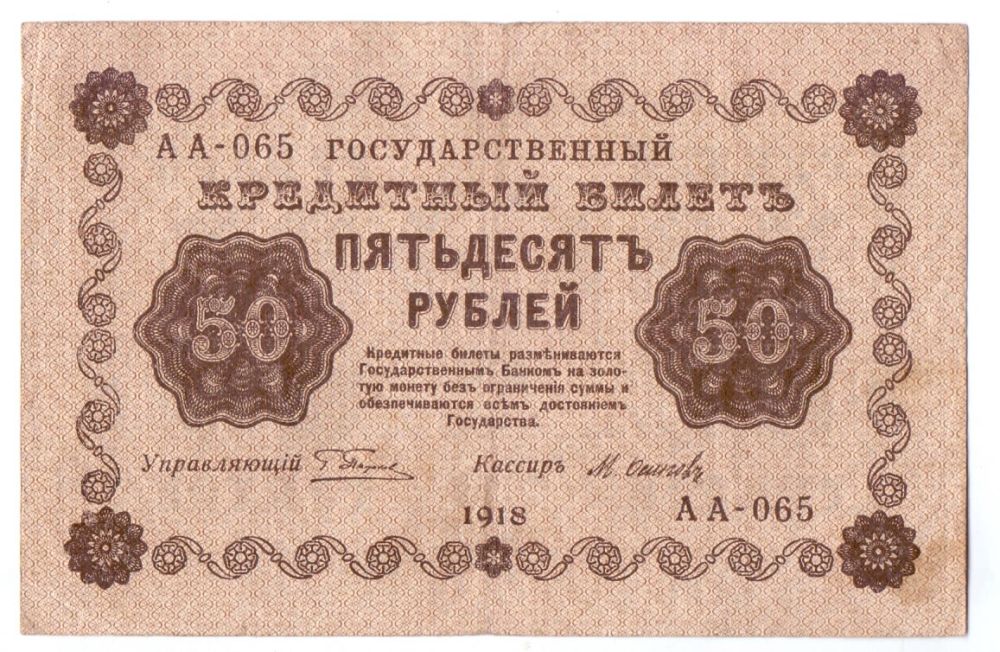 АА-065 ГОСУДАРСТВЕННЫЙ
КРЕДИТНЫЙ БИЛЕТЪ
ПЯТЬДЕСЯТЪ
РУБЛЕЙ
50
50
Кредитные билеты размѣниваются
Государственнымъ Банкомъ на золо-
тую монету безъ ограниченія суммы и
обезпечиваются всѣмъ достояніемъ
Государства.
Управляющій Кассиръ М. Осиповъ
1918 АА-065